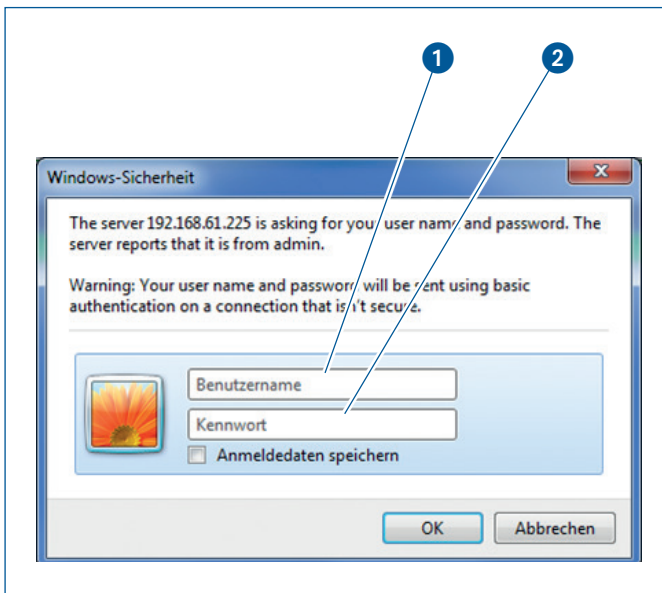 1 2
Windows-Sicherheit
The server 192.168.61.225 is asking for your user name and password. The
server reports that it is from admin.
Warning: Your user name and password will be sent using basic
authentication on a connection that isn't secure.
Benutzername
Kennwort
Anmeldedaten speichern
OK Abbrechen